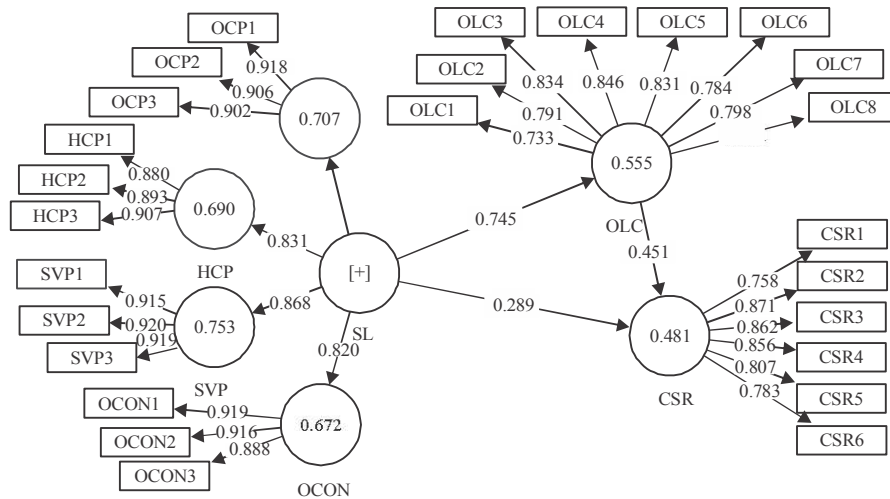 OCP1
OCP2
OCP3
0.918
0.906
0.902
0.707
HCP1
HCP2
HCP3
0.880
0.893
0.907
0.690
HCP
0.831
SVP1
SVP2
SVP3
0.915
0.920
0.919
0.753
SVP
0.868
OCON1
OCON2
OCON3
0.919
0.916
0.888
0.672
OCON
0.820
[+]
SL
0.745
0.289
OLC1
OLC2
OLC3
OLC4
OLC5
OLC6
OLC7
OLC8
0.733
0.791
0.834
0.846
0.831
0.784
0.798
0.555
OLC
0.451
CSR1
CSR2
CSR3
CSR4
CSR5
CSR6
0.758
0.871
0.862
0.856
0.807
0.783
0.481
CSR